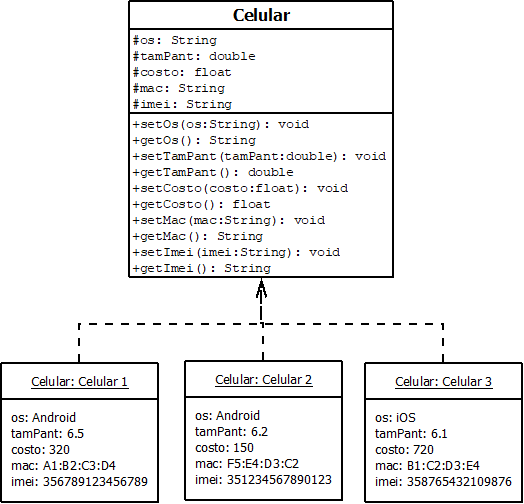 Celular
#os: String
#tamPant: double
#costo: float
#mac: String
#imei: String
+setOs(os:String): void
+getOs(): String
+setTamPant(tamPant:double): void
+getTamPant(): double
+setCosto(costo:float): void
+getCosto(): float
+setMac(mac:String): void
+getMac(): String
+setImei(imei:String): void
+getImei(): String
Celular: Celular 1
os: Android
tamPant: 6.5
costo: 320
mac: A1:B2:C3:D4
imei: 356789123456789
Celular: Celular 2
os: Android
tamPant: 6.2
costo: 150
mac: F5:E4:D3:C2
imei: 351234567890123
Celular: Celular 3
os: iOS
tamPant: 6.1
costo: 720
mac: B1:C2:D3:E4
imei: 358765432109876